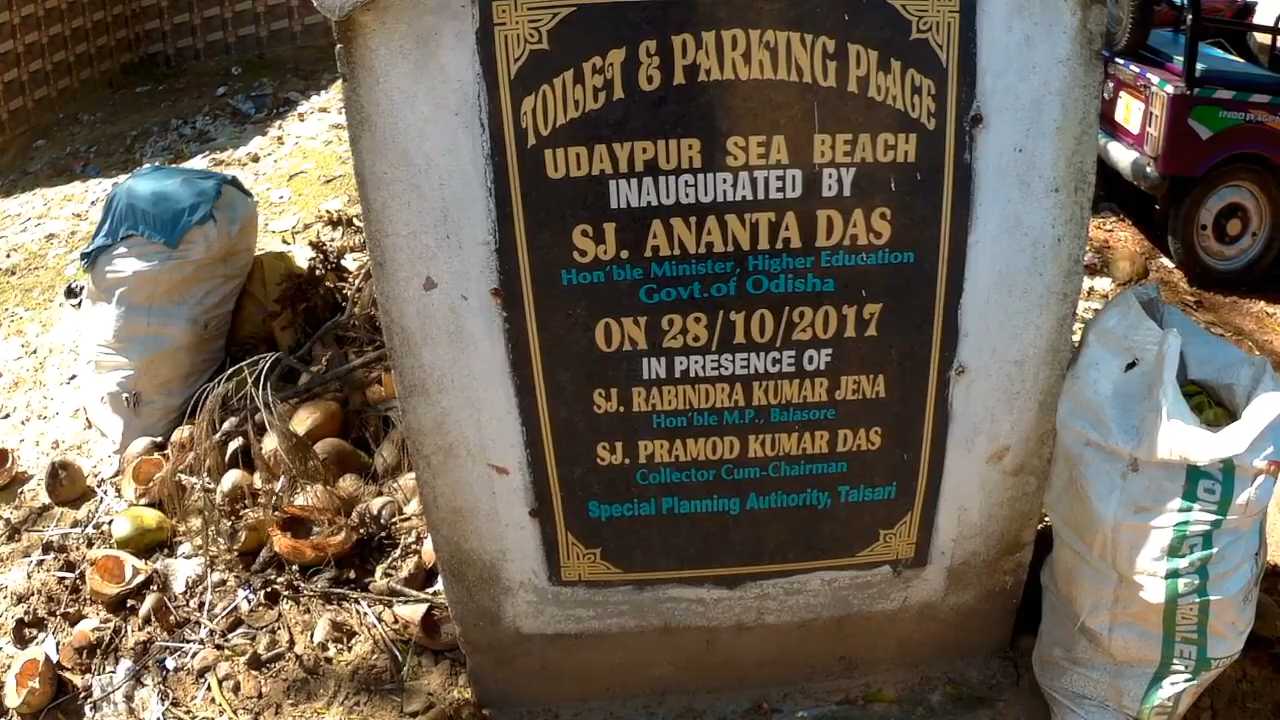 TOILET & PARKING PLACE
UDAYPUR SEA BEACH
INAUGURATED BY
SJ. ANANTA DAS
Hon'ble Minister, Higher Education
Govt.of Odisha
ON 28/10/2017
IN PRESENCE OF
SJ. RABINDRA KUMAR JENA
Hon'ble M.P., Balasore
SJ. PRAMOD KUMAR DAS
Collector Cum-Chairman
Special Planning Authority, Talsari